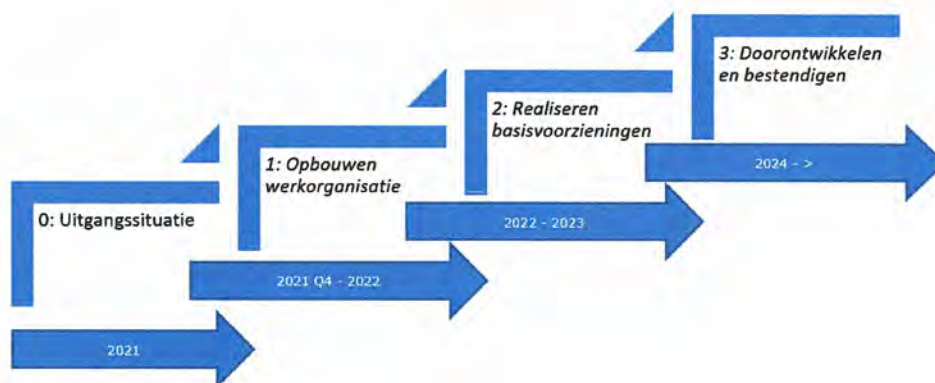 0: Uitgangssituatie
2021
1: Opbouwen
werkorganisatie
2021 Q4 - 2022
2: Realiseren
basisvoorzieningen
2022 - 2023
3: Doorontwikkelen
en bestendigen
2024 - >